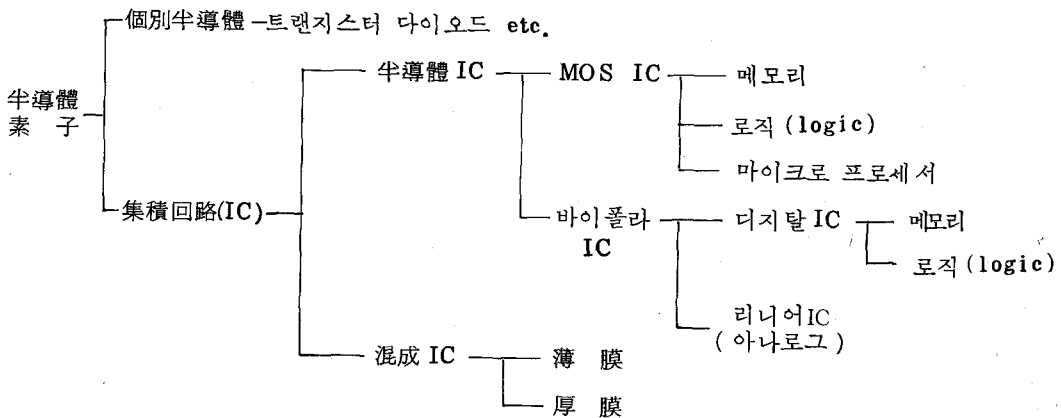 個別半導體 - 트랜지스터 다이오드 etc.
半導體 IC
MOS IC
메모리
半導體
素 子
로직 (logic)
마이크로 프로세서
集積回路(IC)
바이폴라
IC
디지탈 IC
메모리
로직 (logic)
리니어 IC
(아나로그)
混成 IC
薄 膜
厚 膜